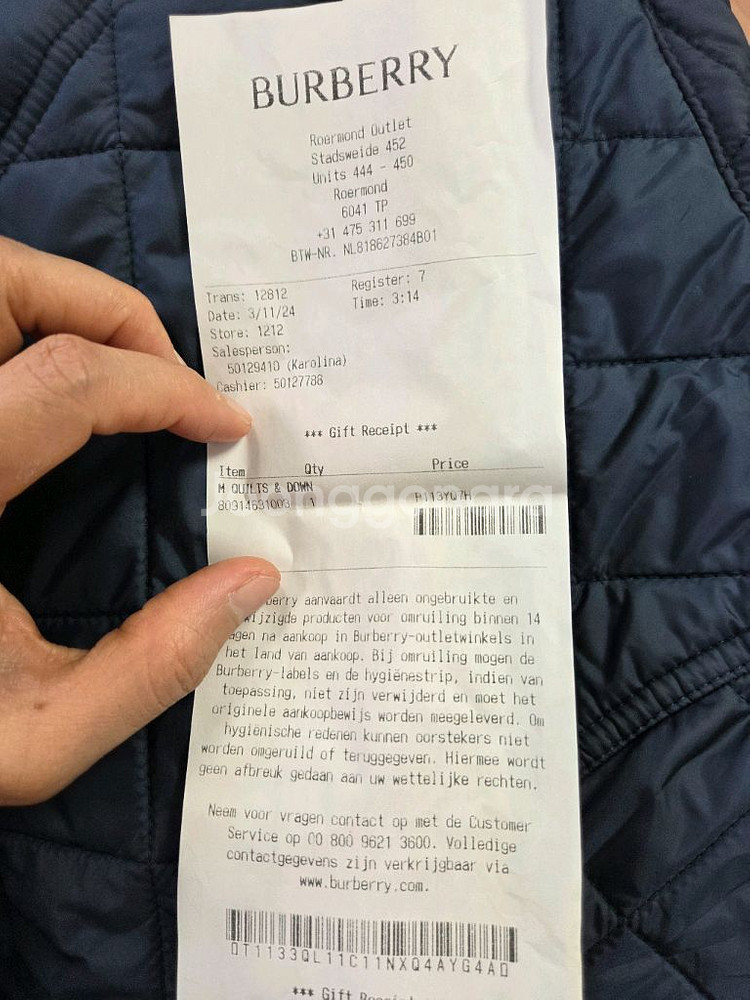 BURBERRY
Roermond Outlet
Stadsweide 452
Units 444 - 450
Roermond
6041 TP
+31 475 311 699
BTW-NR. NL818627384B01
Trans: 12812 Register: 7
Date: 3/11/24 Time: 3:14
Store: 1212
Salesperson:
50129410 (Karolina)
Cashier: 50127788
*** Gift Receipt ***
Item Qty Price
M QUILTS & DOWN
80914631003 1
berry aanvaardt alleen ongebruikte en
wijzigde producten voor omruiling binnen 14
agen na aankoop in Burberry-outletwinkels in
het land van aankoop. Bij omruiling mogen de
Burberry-labels en de hygiënestrip, indien van
toepassing, niet zijn verwijderd en moet het
originele aankoopbewijs worden meegeleverd. Om
hygiënische redenen kunnen oorstekers niet
worden omgeruild of teruggegeven. Hiermee wordt
geen afbreuk gedaan aan uw wettelijke rechten.
Neem voor vragen contact op met de Customer
Service op 00 800 9621 3600. Volledige
contactgegevens zijn verkrijgbaar via
www.burberry.com.
*** Gift